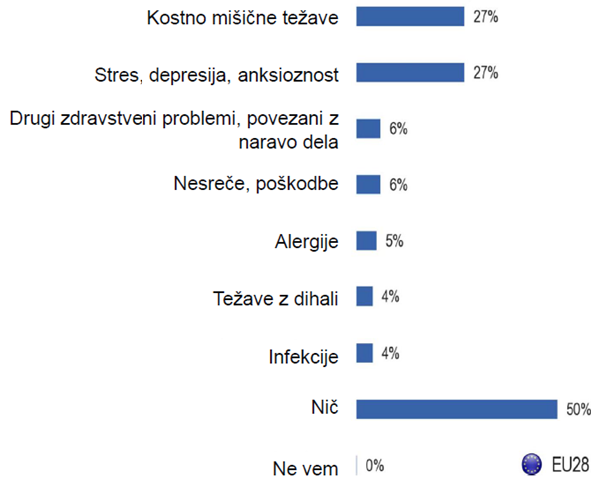 Kostno mišične težave 27%
Stres, depresija, anksioznost 27%
Drugi zdravstveni problemi, povezani z
naravo dela 6%
Nesreče, poškodbe 6%
Alergije 5%
Težave z dihali 4%
Infekcije 4%
Nič 50%
Ne vem 0% EU28